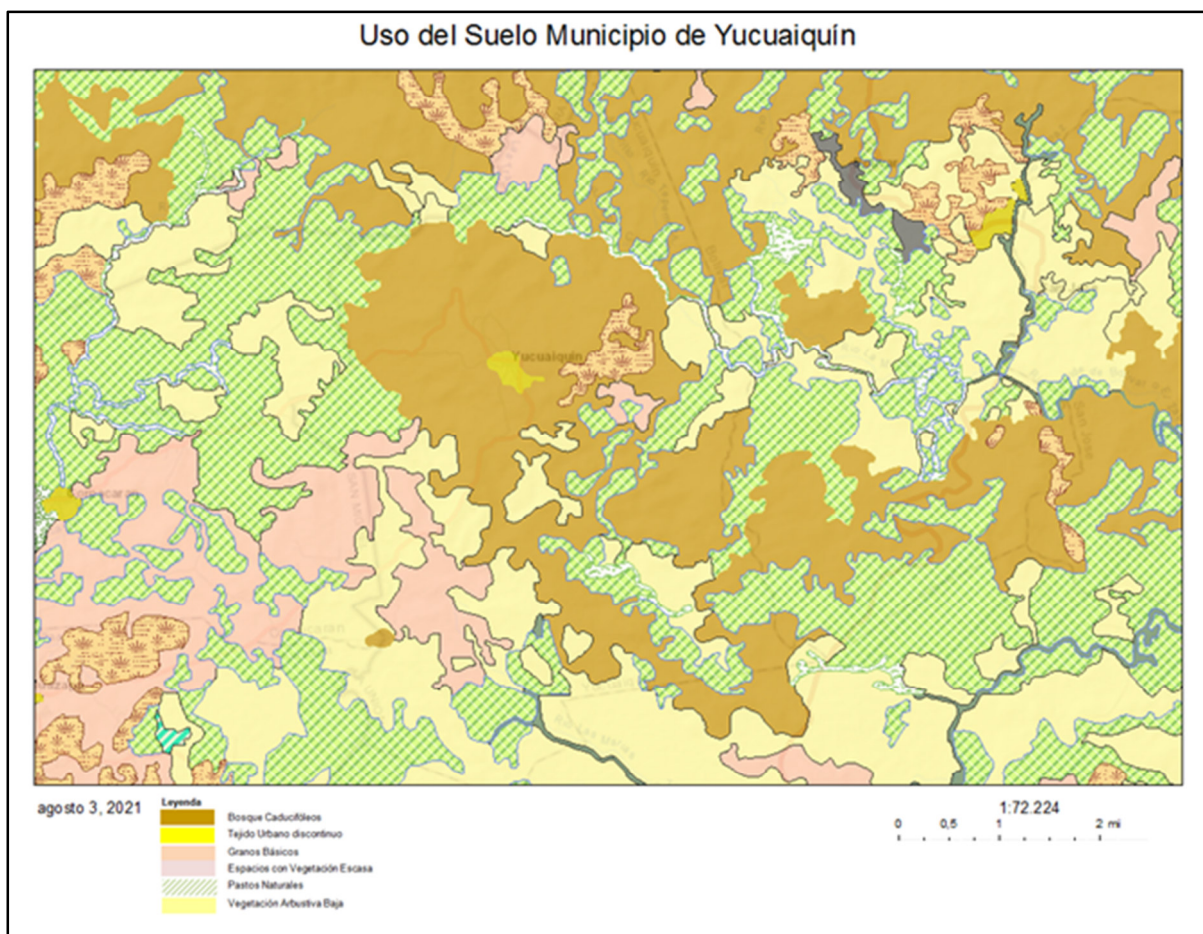 Uso del Suelo Municipio de Yucuaiquín
Yucuaiquín
agosto 3, 2021
Leyenda
Bosque Caducifóleos
Tejido Urbano discontinuo
Granos Básicos
Espacios con Vegetación Escasa
Pastos Naturales
Vegetación Arbustiva Baja
1:72.224
0 0,5 1 2 mi